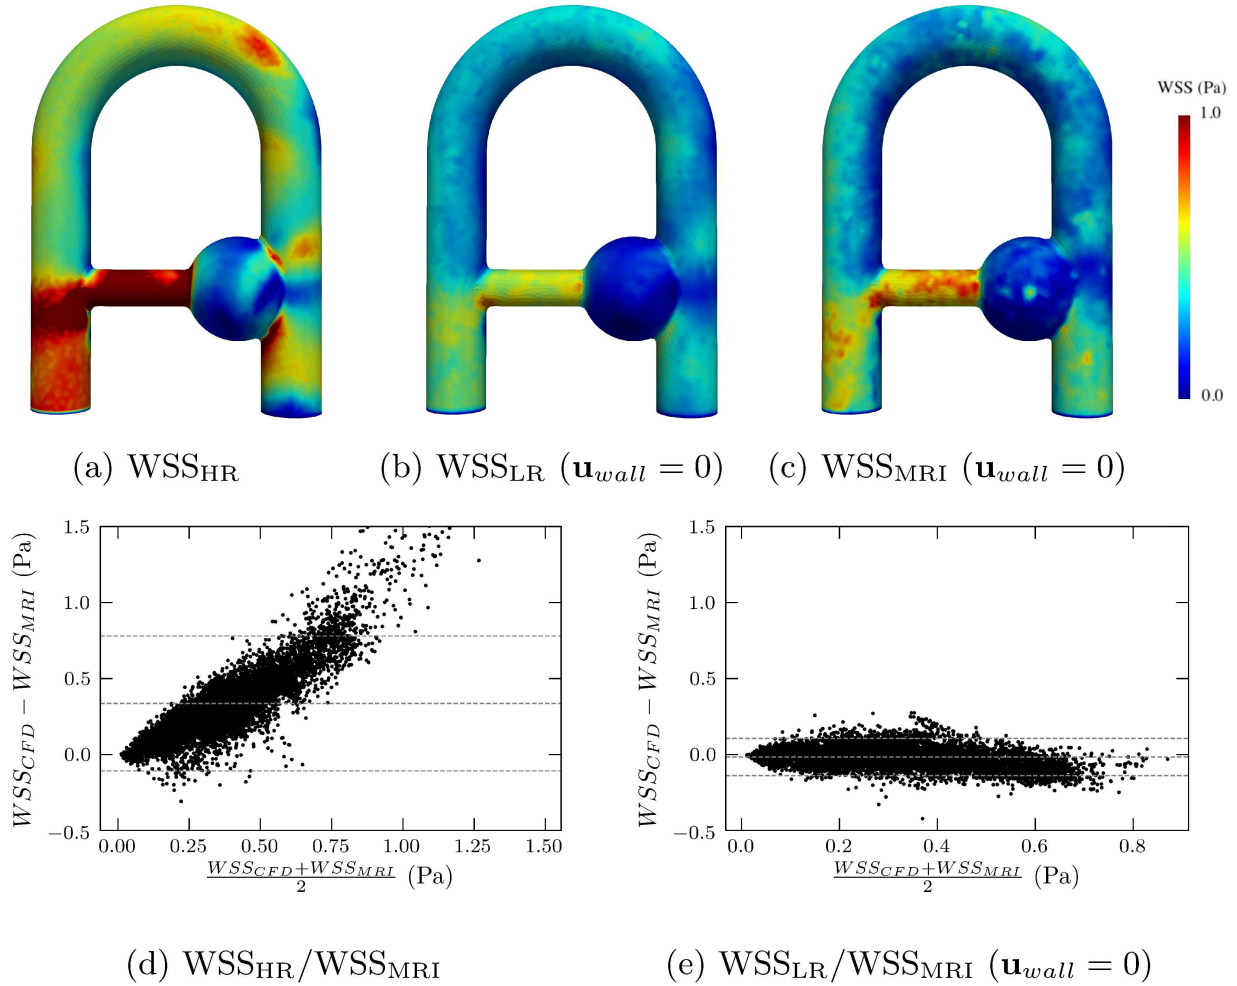 WSS (Pa)
1.0
0.0
(a) WSS_HR
(b) WSS_LR (u_wall = 0)
(c) WSS_MRI (u_wall = 0)
WSS_CFD − WSS_MRI (Pa)
1.5
1.0
0.5
0.0
−0.5
0.00 0.25 0.50 0.75 1.00 1.25 1.50
(WSS_CFD+WSS_MRI)/2 (Pa)
(d) WSS_HR/WSS_MRI
WSS_CFD − WSS_MRI (Pa)
1.5
1.0
0.5
0.0
−0.5
0.0 0.2 0.4 0.6 0.8
(WSS_CFD+WSS_MRI)/2 (Pa)
(e) WSS_LR/WSS_MRI (u_wall = 0)